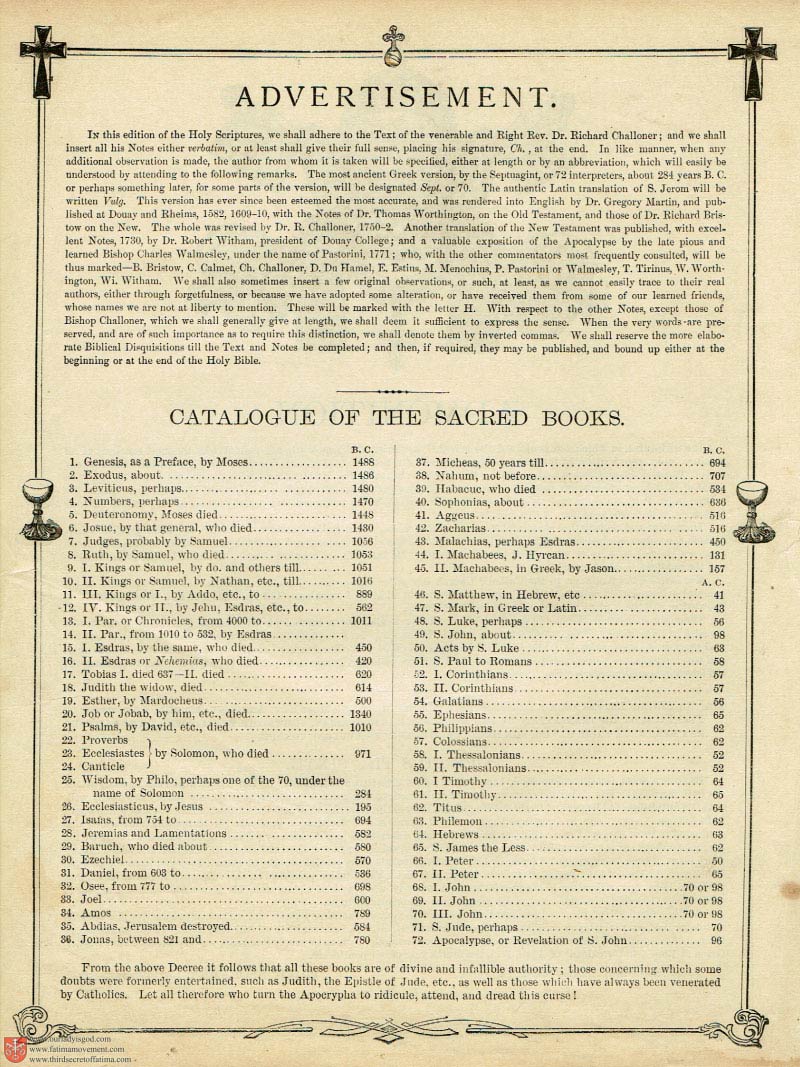 ADVERTISEMENT.
IN this edition of the Holy Scriptures, we shall adhere to the Text of the venerable and Right Rev. Dr. Richard Challoner; and we shall
insert all his Notes either verbatim, or at least shall give their full sense, placing his signature, Ch., at the end. In like manner, when any
additional observation is made, the author from whom it is taken will be specified, either at length or by an abbreviation, which will easily be
understood by attending to the following remarks. The most ancient Greek version, by the Septuagint, or 72 interpreters, about 284 years B. C.
or perhaps something later, for some parts of the version, will be designated Sept. or 70. The authentic Latin translation of S. Jerom will be
written Vulg. This version has ever since been esteemed the most accurate, and was rendered into English by Dr. Gregory Martin, and pub-
lished at Douay and Rheims, 1582, 1609-10, with the Notes of Dr. Thomas Worthington, on the Old Testament, and those of Dr. Richard Bris-
tow on the New. The whole was revised by Dr. R. Challoner, 1750-2. Another translation of the New Testament was published, with excel-
lent Notes, 1730, by Dr. Robert Witham, president of Douay College; and a valuable exposition of the Apocalypse by the late pious and
learned Bishop Charles Walmesley, under the name of Pastorini, 1771; who, with the other commentators most frequently consulted, will be
thus marked—B. Bristow, C. Calmet, Ch. Challoner, D. Du Hamel, E. Estius, M. Menochius, P. Pastorini or Walmesley, T. Tirinus, W. Worth-
ington, Wi. Witham. We shall also sometimes insert a few original observations, or such, at least, as we cannot easily trace to their real
authors, either through forgetfulness, or because we have adopted some alteration, or have received them from some of our learned friends,
whose names we are not at liberty to mention. These will be marked with the letter H. With respect to the other Notes, except those of
Bishop Challoner, which we shall generally give at length, we shall deem it sufficient to express the sense. When the very words are pre-
served, and are of such importance as to require this distinction, we shall denote them by inverted commas. We shall reserve the more elabo-
rate Biblical Disquisitions till the Text and Notes be completed; and then, if required, they may be published, and bound up either at the
beginning or at the end of the Holy Bible.
CATALOGUE OF THE SACRED BOOKS.
B. C.
1. Genesis, as a Preface, by Moses 1488
2. Exodus, about 1486
3. Leviticus, perhaps 1480
4. Numbers, perhaps 1470
5. Deuteronomy, Moses died 1448
6. Josue, by that general, who died 1430
7. Judges, probably by Samuel 1056
8. Ruth, by Samuel, who died 1053
9. I. Kings or Samuel, by do. and others till 1051
10. II. Kings or Samuel, by Nathan, etc., till 1016
11. III. Kings or I., by Addo, etc., to 889
12. IV. Kings or II., by Jehu, Esdras, etc., to 562
13. I. Par. or Chronicles, from 4000 to 1011
14. II. Par., from 1010 to 532, by Esdras
15. I. Esdras, by the same, who died 450
16. II. Esdras or Nehemias, who died 420
17. Tobias I. died 637—II. died 620
18. Judith the widow, died 614
19. Esther, by Mardocheus 500
20. Job or Jobab, by him, etc., died 1340
21. Psalms, by David, etc., died 1010
22. Proverbs
23. Ecclesiastes } by Solomon, who died 971
24. Canticle
25. Wisdom, by Philo, perhaps one of the 70, under the
name of Solomon 284
26. Ecclesiasticus, by Jesus 195
27. Isaias, from 754 to 694
28. Jeremias and Lamentations 582
29. Baruch, who died about 580
30. Ezechiel 570
31. Daniel, from 603 to 536
32. Osee, from 777 to 698
33. Joel 600
34. Amos 789
35. Abdias, Jerusalem destroyed 584
36. Jonas, between 821 and 780
B. C.
37. Micheas, 50 years till 694
38. Nahum, not before 707
39. Habacuc, who died 534
40. Sophonias, about 636
41. Aggeus 516
42. Zacharias 516
43. Malachias, perhaps Esdras 450
44. I. Machabees, J. Hyrcan 131
45. II. Machabees, in Greek, by Jason 157
A. C.
46. S. Matthew, in Hebrew, etc 41
47. S. Mark, in Greek or Latin 43
48. S. Luke, perhaps 56
49. S. John, about 98
50. Acts by S. Luke 63
51. S. Paul to Romans 58
52. I. Corinthians 57
53. II. Corinthians 57
54. Galatians 56
55. Ephesians 65
56. Philippians 62
57. Colossians 62
58. I. Thessalonians 52
59. II. Thessalonians 52
60. I Timothy 64
61. II. Timothy 65
62. Titus 64
63. Philemon 62
64. Hebrews 63
65. S. James the Less 62
66. I. Peter 50
67. II. Peter 65
68. I. John 70 or 98
69. II. John 70 or 98
70. III. John 70 or 98
71. S. Jude, perhaps 70
72. Apocalypse, or Revelation of S. John 96
From the above Decree it follows that all these books are of divine and infallible authority; those concerning which some
doubts were formerly entertained, such as Judith, the Epistle of Jude, etc., as well as those which have always been venerated
by Catholics. Let all therefore who turn the Apocrypha to ridicule, attend, and dread this curse!
www.ourladyisgod.com
www.fatimamovement.com
www.thirdsecretoffatima.com